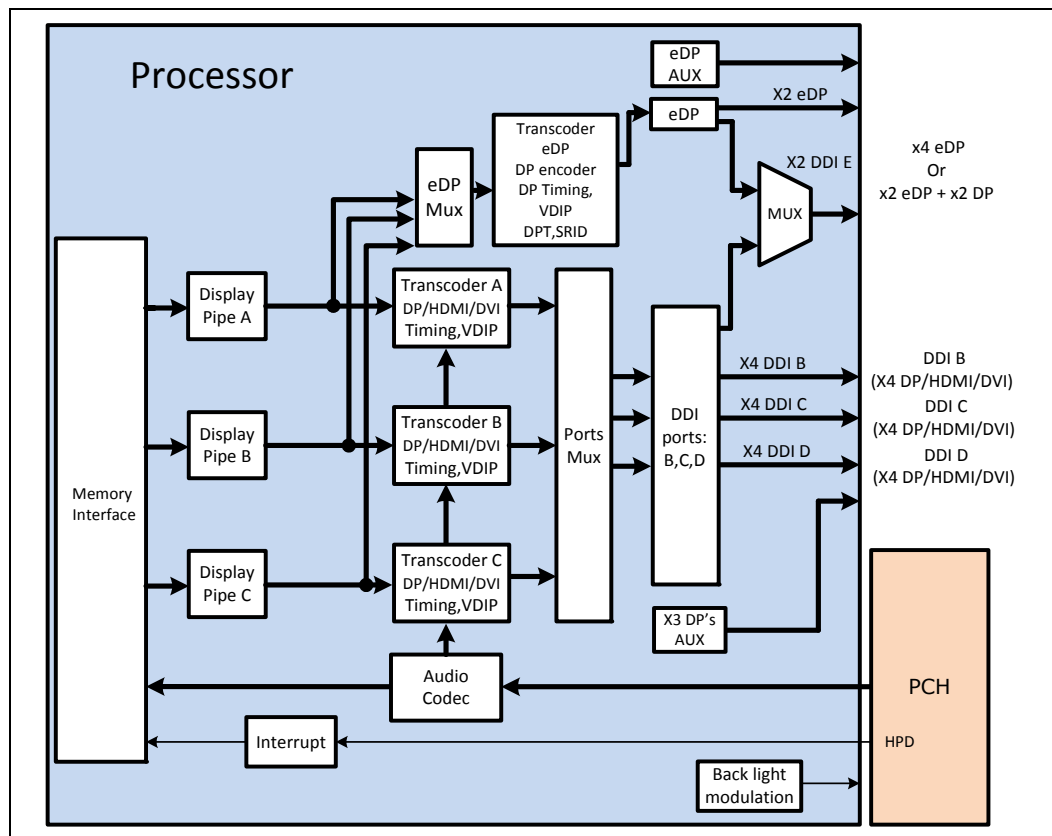 Processor
eDP
AUX
X2 eDP
eDP
Transcoder
eDP
DP encoder
DP Timing,
VDIP
DPT,SRID
eDP
Mux
X2 DDI E
MUX
x4 eDP
Or
x2 eDP + x2 DP
Memory
Interface
Display
Pipe A
Transcoder A
DP/HDMI/DVI
Timing,VDIP
Display
Pipe B
Transcoder B
DP/HDMI/DVI
Timing,VDIP
Display
Pipe C
Transcoder C
DP/HDMI/DVI
Timing,VDIP
Ports
Mux
DDI
ports:
B,C,D
X4 DDI B
X4 DDI C
X4 DDI D
DDI B
(X4 DP/HDMI/DVI)
DDI C
(X4 DP/HDMI/DVI)
DDI D
(X4 DP/HDMI/DVI)
X3 DP's
AUX
Audio
Codec
PCH
Interrupt
HPD
Back light
modulation